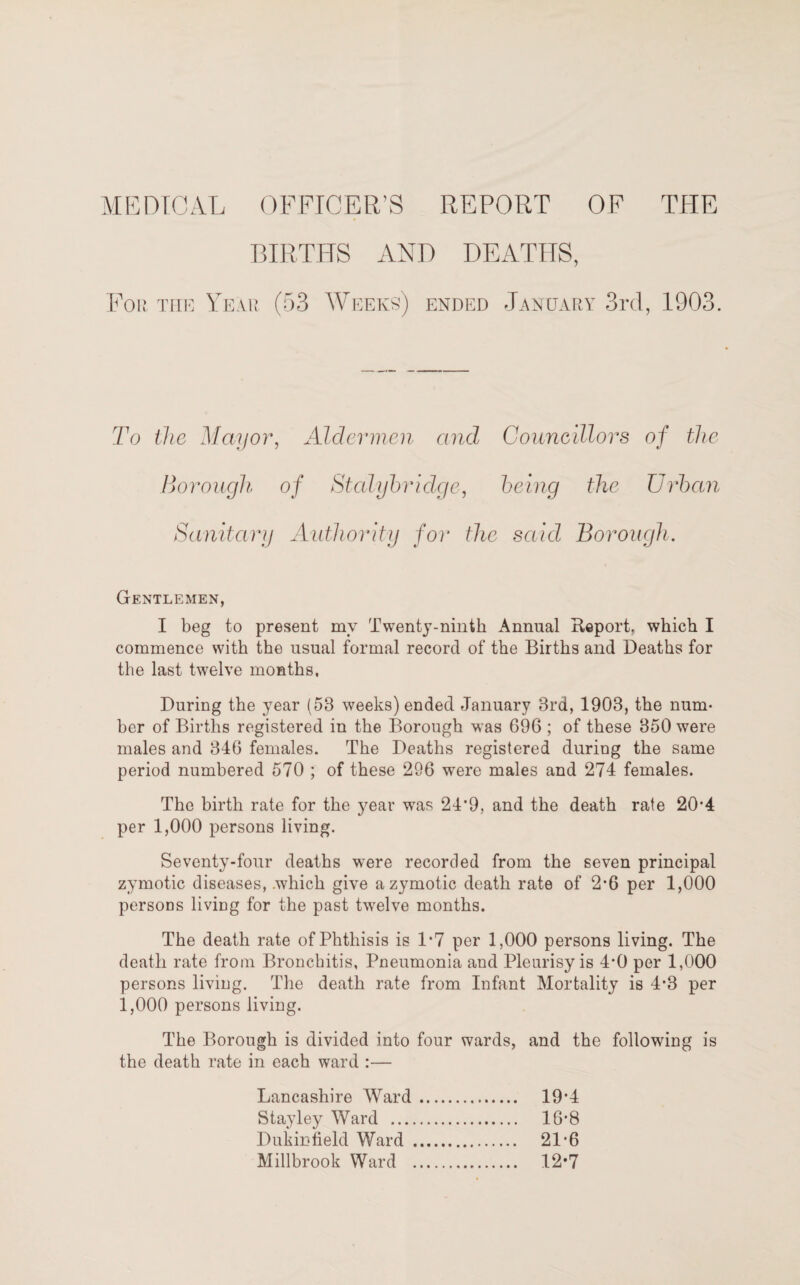 MEDICAL OFFICER'S REPORT OF THE
BIRTHS AND DEATHS,
For the Year (53 Weeks) ended January 3rd, 1903.
To the Mayor, Aldermen and Councillors of the
Borough of Stalybridge, being the Urban
Sanitary Authority for the said Borough.
Gentlemen,
I beg to present my Twenty-ninth Annual Report, which I
commence with the usual formal record of the Births and Deaths for
the last twelve months,
During the year (53 weeks) ended January 3rd, 1903, the num-
ber of Births registered in the Borough was 696 ; of these 350 were
males and 346 females. The Deaths registered during the same
period numbered 570 ; of these 296 were males and 274 females.
The birth rate for the year was 24·9, and the death rate 20·4
per 1,000 persons living.
Seventy-four deaths were recorded from the seven principal
zymotic diseases, which give a zymotic death rate of 2·6 per 1,000
persons living for the past twelve months.
The death rate of Phthisis is 1·7 per 1,000 persons living. The
death rate from Bronchitis, Pneumonia and Pleurisy is 4·0 per 1,000
persons living. The death rate from Infant Mortality is 4·3 per
1,000 persons living.
The Borough is divided into four wards, and the following is
the death rate in each ward :—
Lancashire Ward ............... 19·4
Stayley Ward .................... 16·8
Dukinfield Ward ................ 21·6
Millbrook Ward ................ 12·7